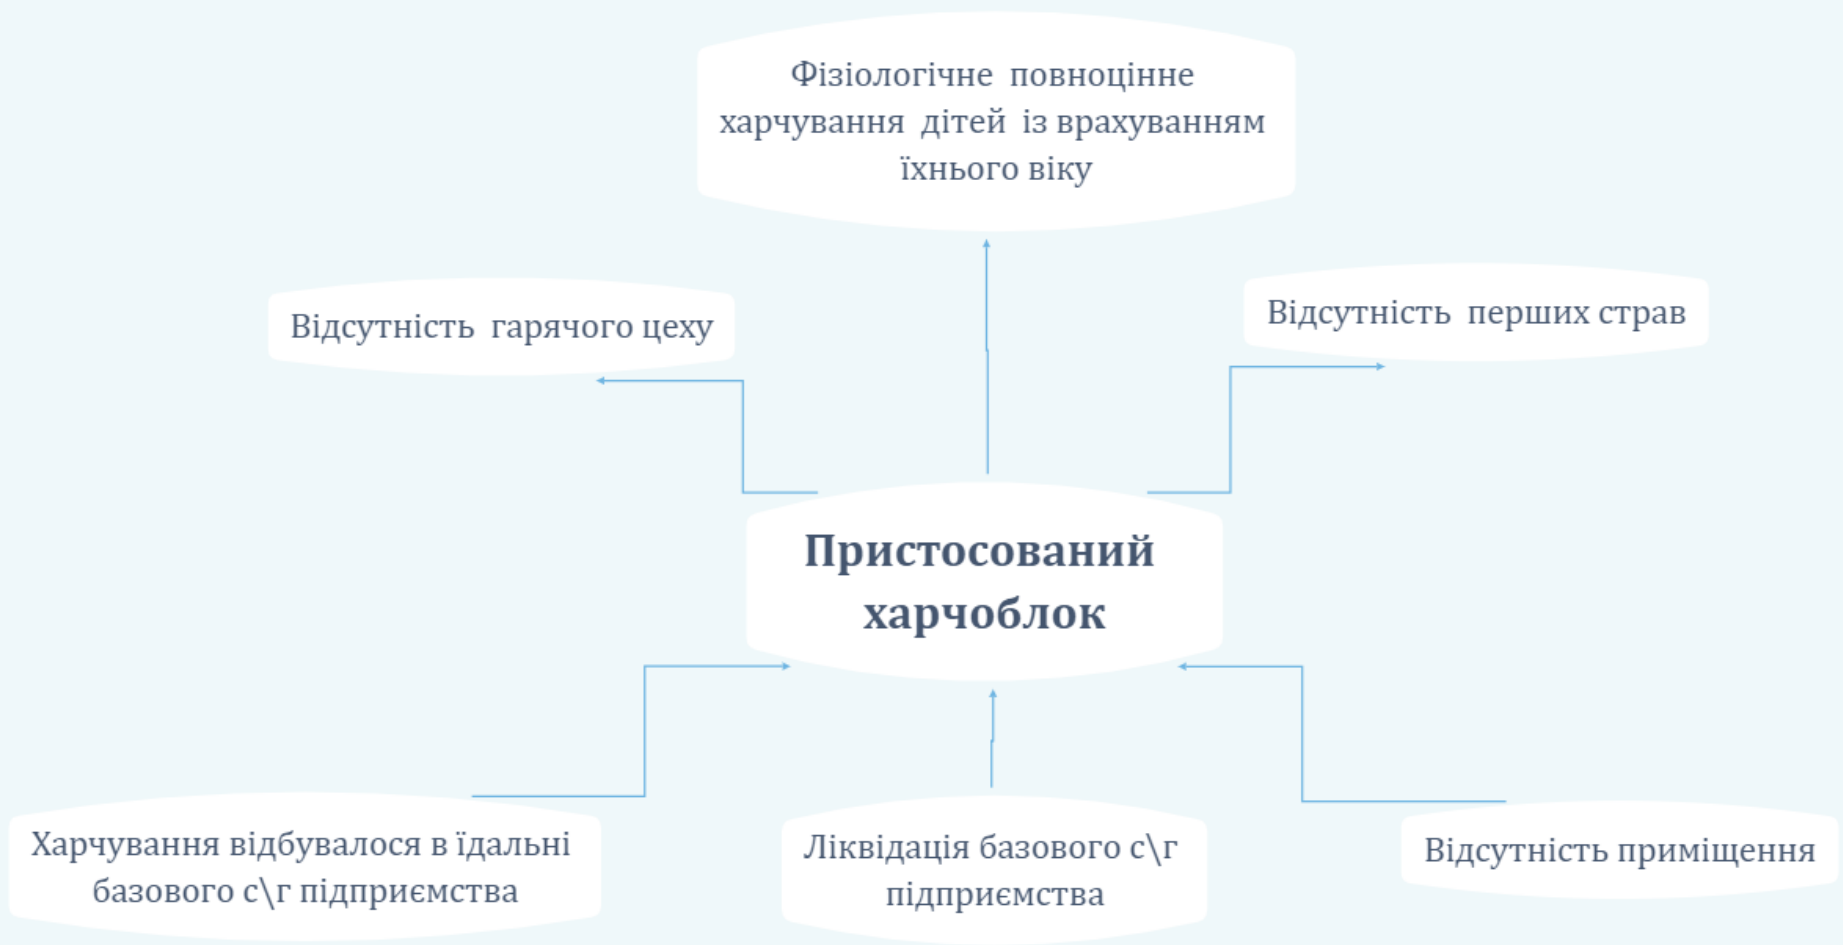 Фізіологічне повноцінне
харчування дітей із врахуванням
їхнього віку
Відсутність гарячого цеху
Відсутність перших страв
Пристосований
харчоблок
Харчування відбувалося в їдальні
базового с\г підприємства
Ліквідація базового с\г
підприємства
Відсутність приміщення